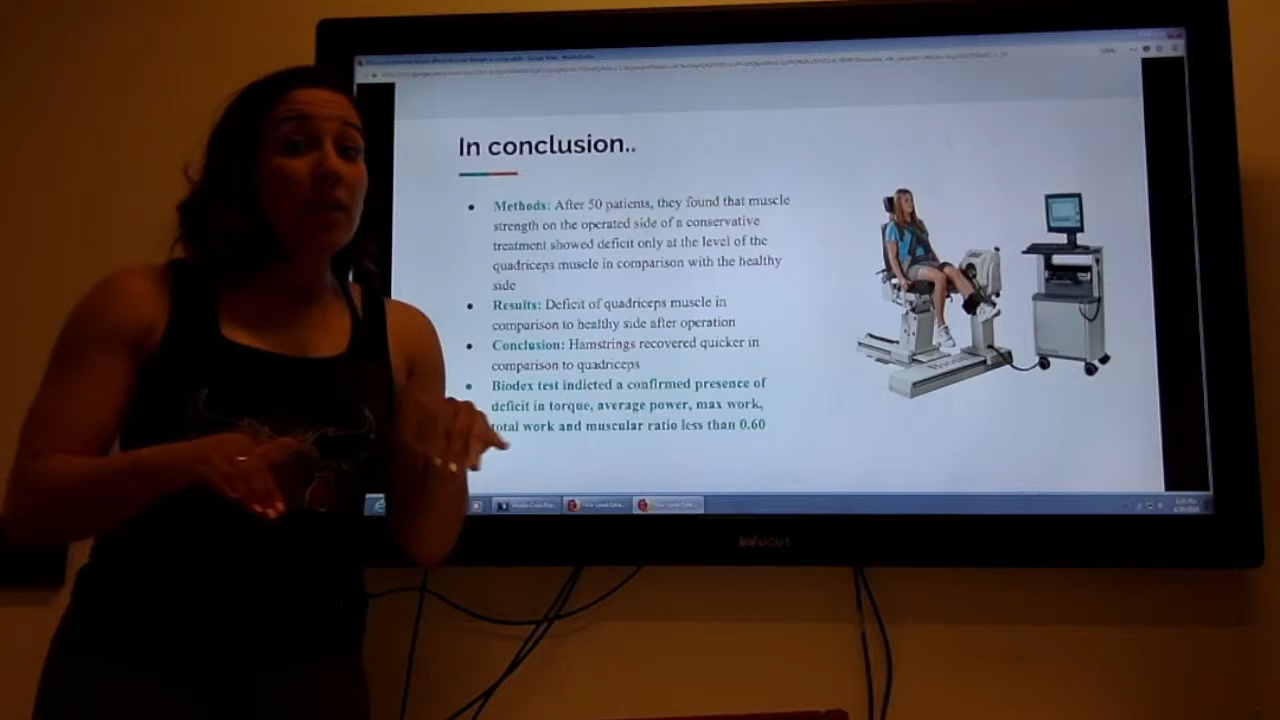 In conclusion..
Methods: After 50 patients, they found that muscle
strength on the operated side of a conservative
treatment showed deficit only at the level of the
quadriceps muscle in comparison with the healthy
side
Results: Deficit of quadriceps muscle in
comparison to healthy side after operation
Conclusion: Hamstrings recovered quicker in
comparison to quadriceps
Biodex test indicted a confirmed presence of
deficit in torque, average power, max work,
total work and muscular ratio less than 0.60
InFocus